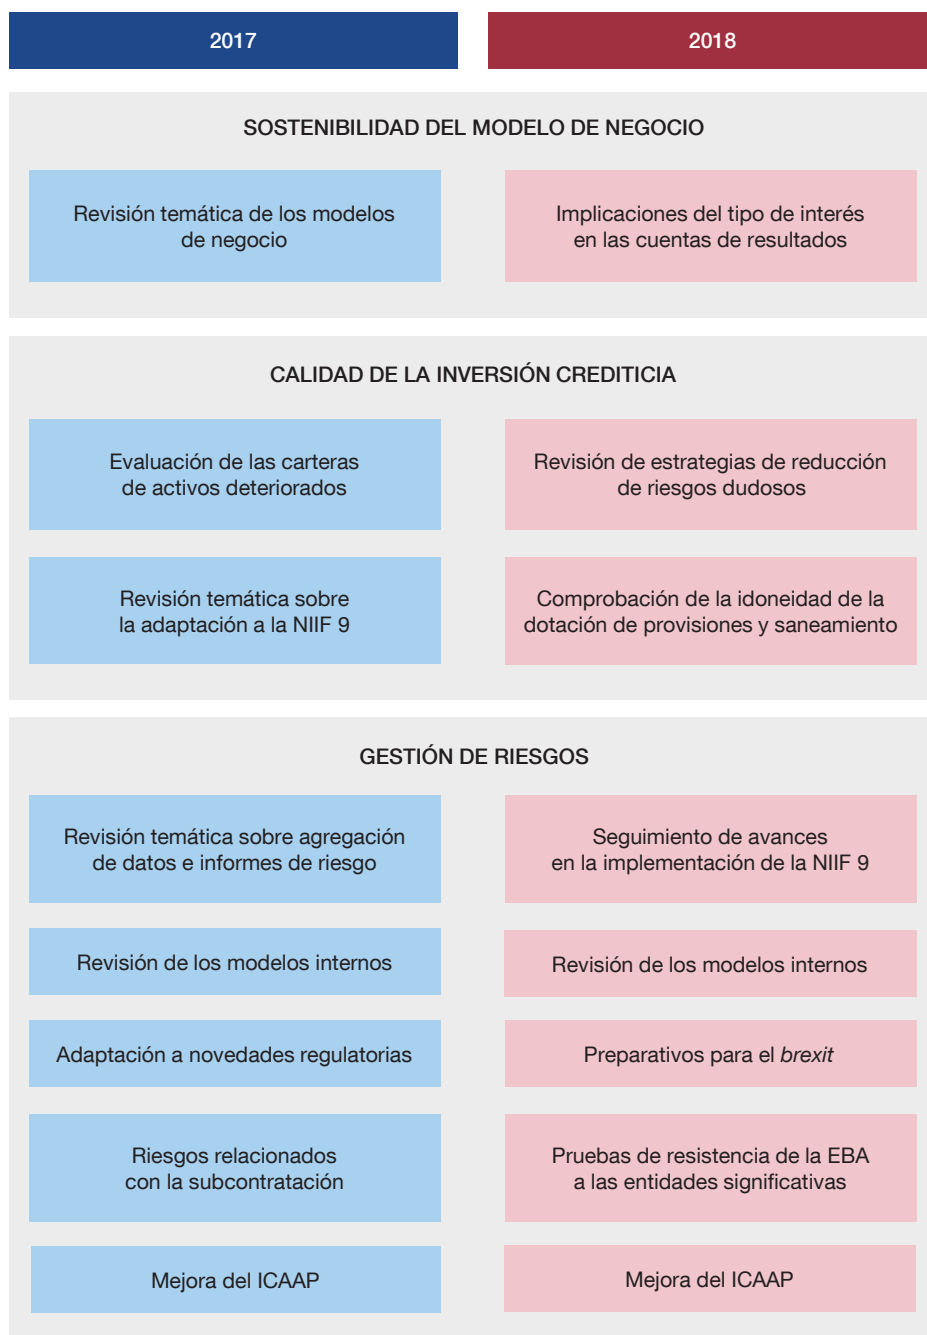 2017
2018
SOSTENIBILIDAD DEL MODELO DE NEGOCIO
Revisión temática de los modelos
de negocio
Implicaciones del tipo de interés
en las cuentas de resultados
CALIDAD DE LA INVERSIÓN CREDITICIA
Evaluación de las carteras
de activos deteriorados
Revisión de estrategias de reducción
de riesgos dudosos
Revisión temática sobre
la adaptación a la NIIF 9
Comprobación de la idoneidad de la
dotación de provisiones y saneamiento
GESTIÓN DE RIESGOS
Revisión temática sobre agregación
de datos e informes de riesgo
Seguimiento de avances
en la implementación de la NIIF 9
Revisión de los modelos internos
Revisión de los modelos internos
Adaptación a novedades regulatorias
Preparativos para el brexit
Riesgos relacionados
con la subcontratación
Pruebas de resistencia de la EBA
a las entidades significativas
Mejora del ICAAP
Mejora del ICAAP